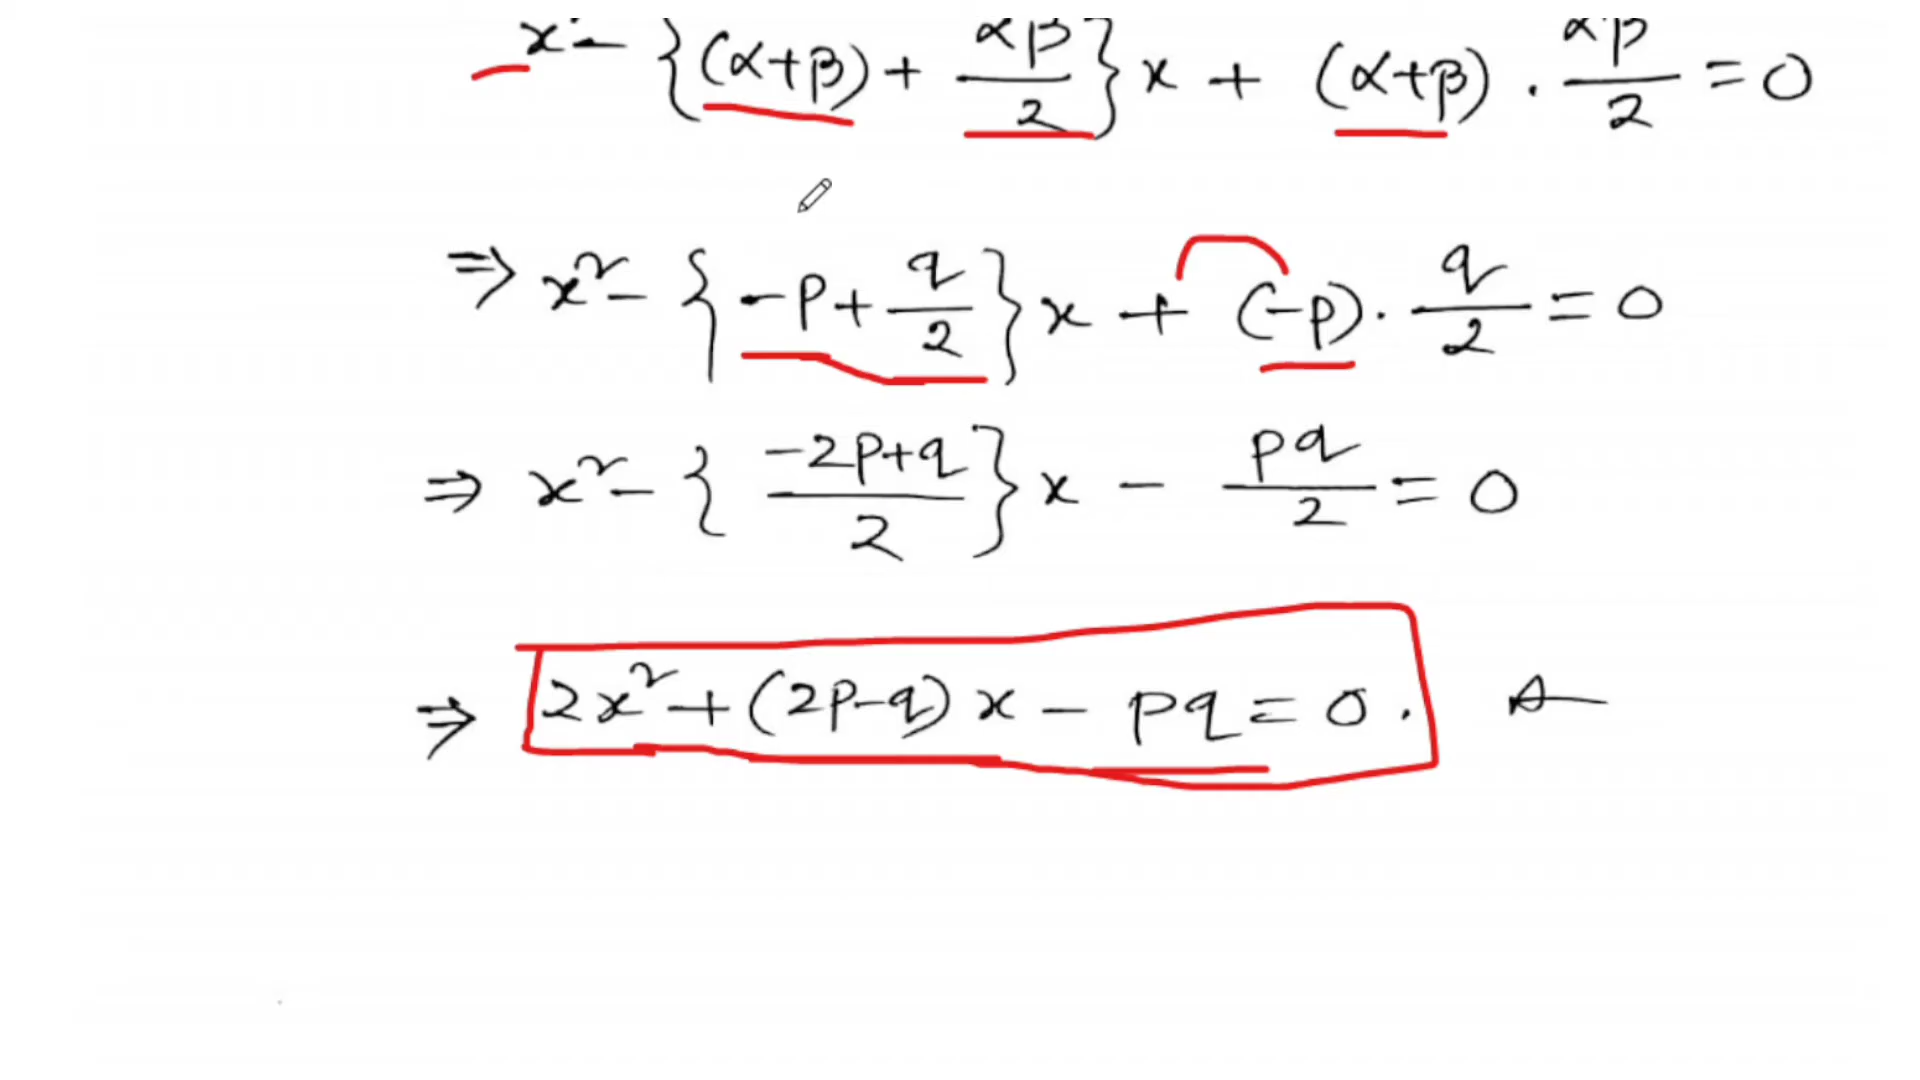 x² - {(α+β) + αβ/2}x + (α+β) · αβ/2 = 0
⇒ x² - {-p + q/2}x + (-p) · q/2 = 0
⇒ x² - {(-2p+q)/2}x - pq/2 = 0
⇒ 2x² + (2p-q)x - pq = 0.